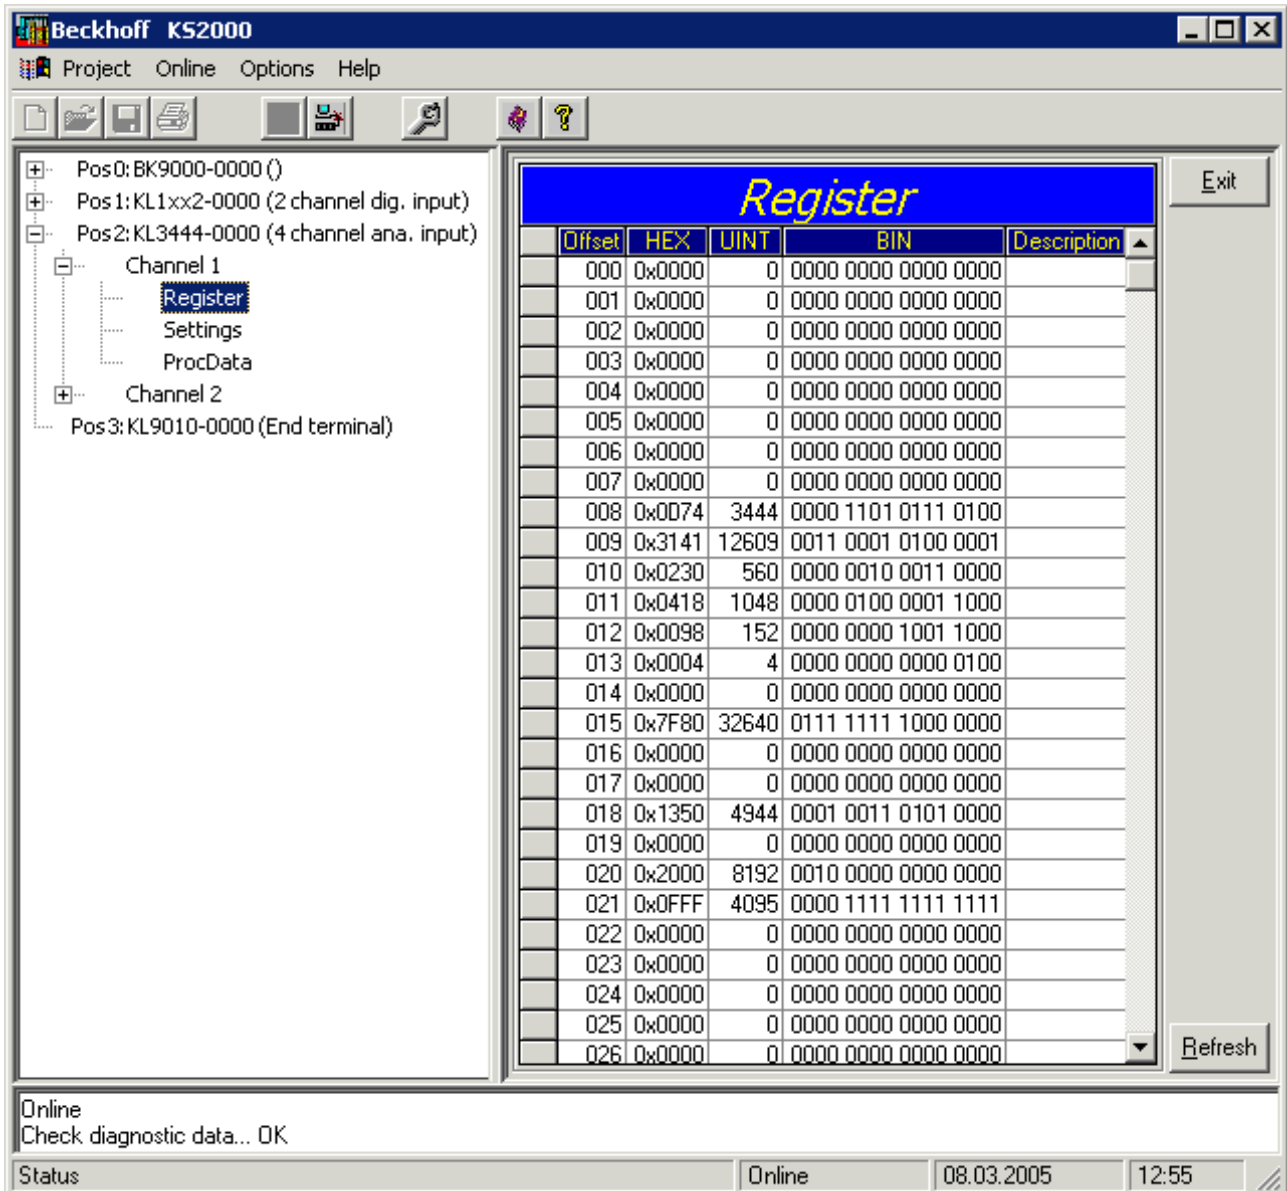 Beckhoff KS2000
Project Online Options Help
Pos0: BK9000-0000 ()
Pos1: KL1xx2-0000 (2 channel dig. input)
Pos2: KL3444-0000 (4 channel ana. input)
Channel 1
Register
Settings
ProcData
Channel 2
Pos3: KL9010-0000 (End terminal)
Register
Offset HEX UINT BIN Description
000 0x0000 0 0000 0000 0000 0000
001 0x0000 0 0000 0000 0000 0000
002 0x0000 0 0000 0000 0000 0000
003 0x0000 0 0000 0000 0000 0000
004 0x0000 0 0000 0000 0000 0000
005 0x0000 0 0000 0000 0000 0000
006 0x0000 0 0000 0000 0000 0000
007 0x0000 0 0000 0000 0000 0000
008 0x0D74 3444 0000 1101 0111 0100
009 0x3141 12609 0011 0001 0100 0001
010 0x0230 560 0000 0010 0011 0000
011 0x0418 1048 0000 0100 0001 1000
012 0x0098 152 0000 0000 1001 1000
013 0x0004 4 0000 0000 0000 0100
014 0x0000 0 0000 0000 0000 0000
015 0x7F80 32640 0111 1111 1000 0000
016 0x0000 0 0000 0000 0000 0000
017 0x0000 0 0000 0000 0000 0000
018 0x1350 4944 0001 0011 0101 0000
019 0x0000 0 0000 0000 0000 0000
020 0x2000 8192 0010 0000 0000 0000
021 0x0FFF 4095 0000 1111 1111 1111
022 0x0000 0 0000 0000 0000 0000
023 0x0000 0 0000 0000 0000 0000
024 0x0000 0 0000 0000 0000 0000
025 0x0000 0 0000 0000 0000 0000
026 0x0000 0 0000 0000 0000 0000
Exit
Refresh
Online
Check diagnostic data... OK
Status Online 08.03.2005 12:55